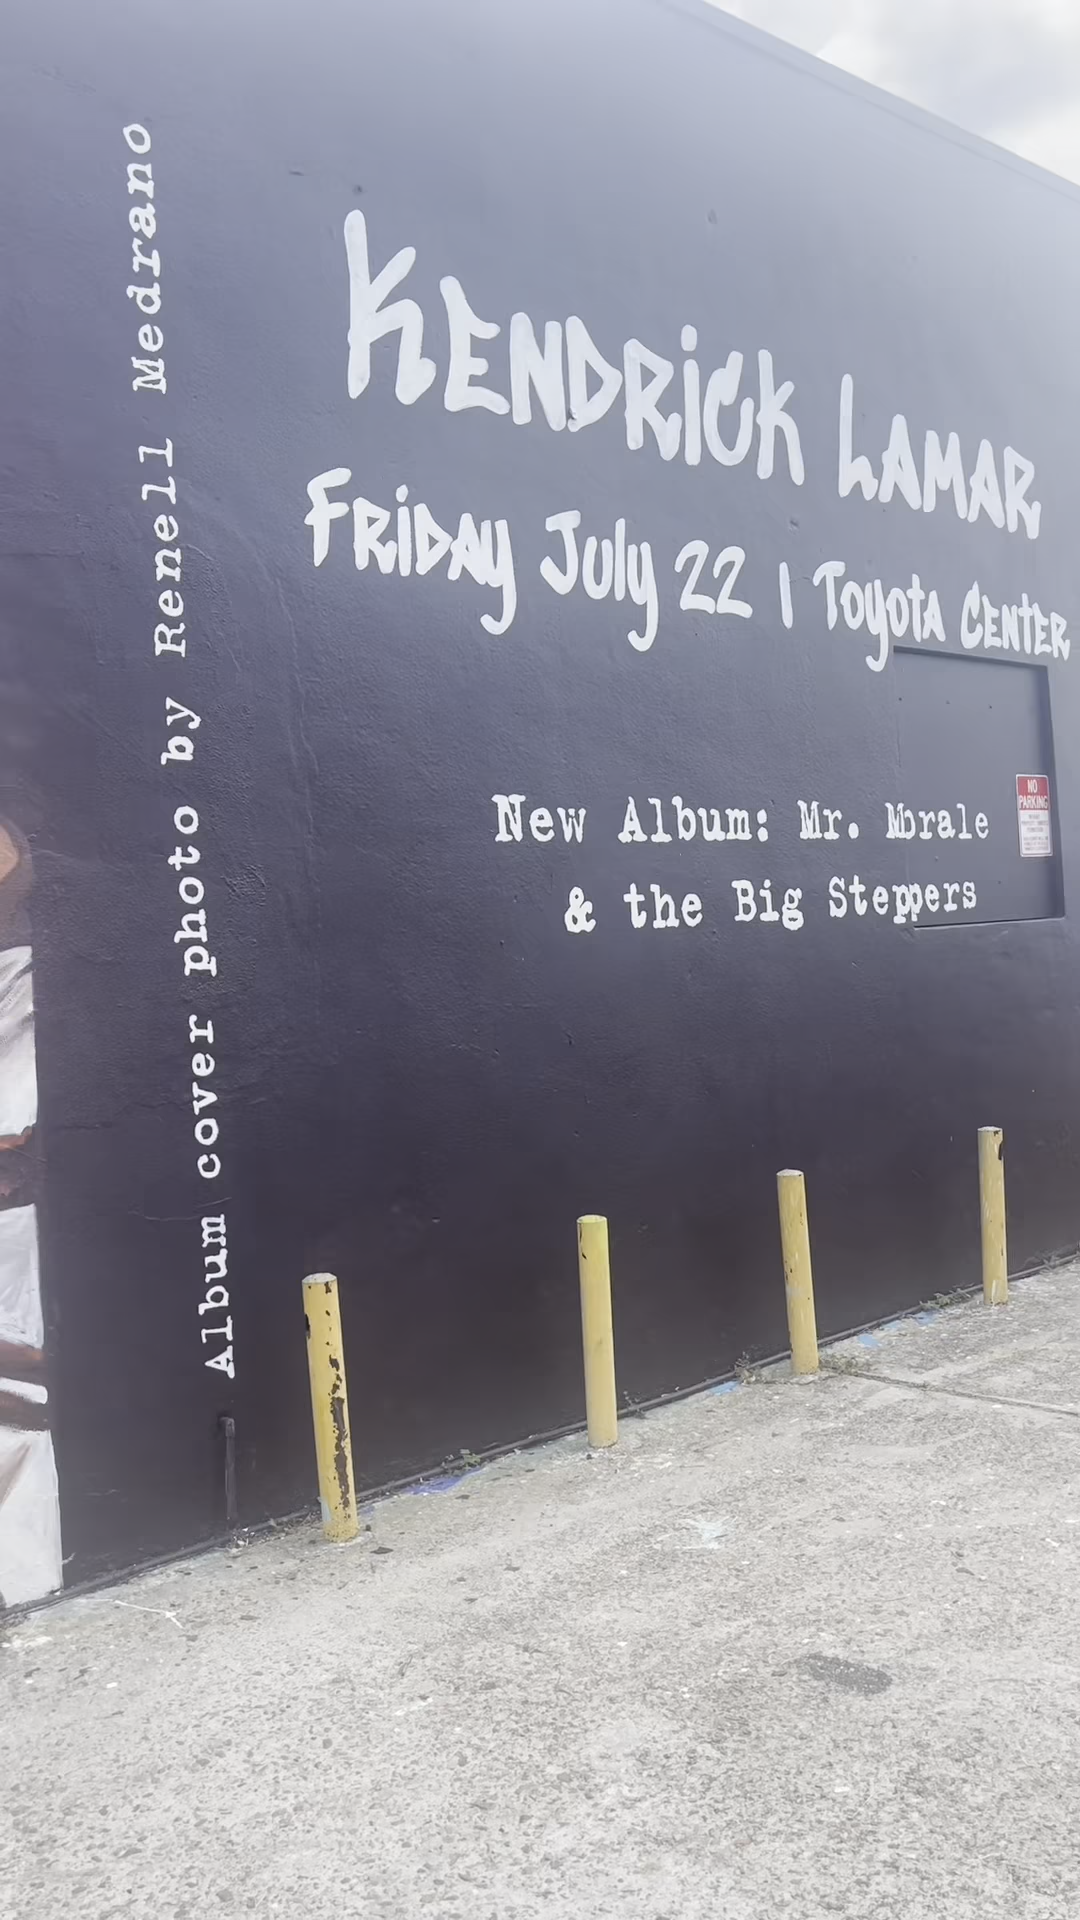 Album cover photo by Renell Medrano
KENDRiCK LAMAR
FRiDAy July 22 | ToyotA CENTER
New Album: Mr. Morale
& the Big Steppers
NO
PARKING